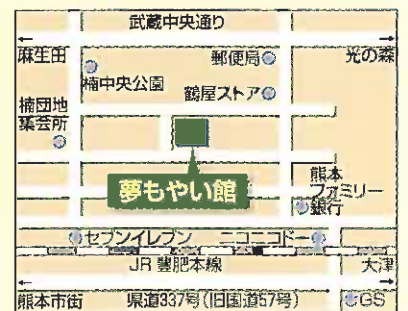 武蔵中央通り
麻生田
郵便局
光の森
楠中央公園
鶴屋ストア
楠団地
集会所
夢もやい館
熊本
ファミリー
銀行
セブンイレブン
ニコニコドー
JR 豊肥本線
大津
熊本市街
県道337号(旧国道57号)
GS